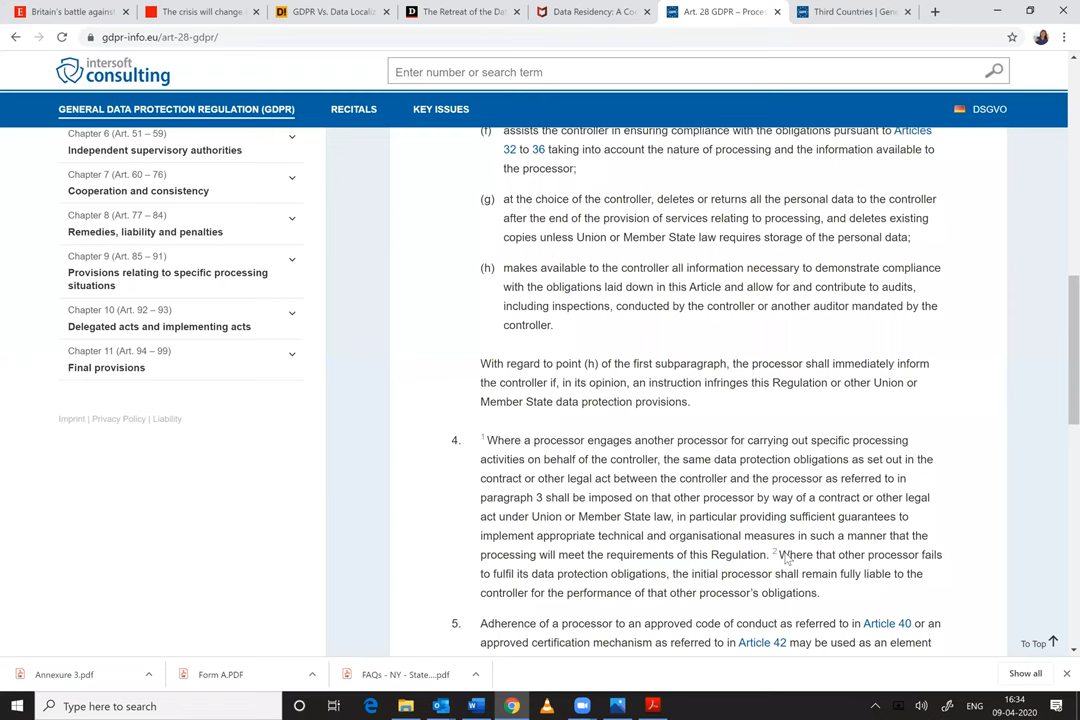 Britain's battle against
The crisis will change
GDPR Vs. Data Localiz
The Retreat of the Dat
Data Residency: A Co
Art. 28 GDPR – Proces
Third Countries | Gene
gdpr-info.eu/art-28-gdpr/
intersoft
consulting
Enter number or search term
GENERAL DATA PROTECTION REGULATION (GDPR)
RECITALS
KEY ISSUES
DSGVO
Chapter 6 (Art. 51 – 59)
Independent supervisory authorities
Chapter 7 (Art. 60 – 76)
Cooperation and consistency
Chapter 8 (Art. 77 – 84)
Remedies, liability and penalties
Chapter 9 (Art. 85 – 91)
Provisions relating to specific processing
situations
Chapter 10 (Art. 92 – 93)
Delegated acts and implementing acts
Chapter 11 (Art. 94 – 99)
Final provisions
Imprint | Privacy Policy | Liability
(f) assists the controller in ensuring compliance with the obligations pursuant to Articles
32 to 36 taking into account the nature of processing and the information available to
the processor;
(g) at the choice of the controller, deletes or returns all the personal data to the controller
after the end of the provision of services relating to processing, and deletes existing
copies unless Union or Member State law requires storage of the personal data;
(h) makes available to the controller all information necessary to demonstrate compliance
with the obligations laid down in this Article and allow for and contribute to audits,
including inspections, conducted by the controller or another auditor mandated by the
controller.
With regard to point (h) of the first subparagraph, the processor shall immediately inform
the controller if, in its opinion, an instruction infringes this Regulation or other Union or
Member State data protection provisions.
4. 1 Where a processor engages another processor for carrying out specific processing
activities on behalf of the controller, the same data protection obligations as set out in the
contract or other legal act between the controller and the processor as referred to in
paragraph 3 shall be imposed on that other processor by way of a contract or other legal
act under Union or Member State law, in particular providing sufficient guarantees to
implement appropriate technical and organisational measures in such a manner that the
processing will meet the requirements of this Regulation. 2 Where that other processor fails
to fulfil its data protection obligations, the initial processor shall remain fully liable to the
controller for the performance of that other processor's obligations.
5. Adherence of a processor to an approved code of conduct as referred to in Article 40 or an
approved certification mechanism as referred to in Article 42 may be used as an element
To Top
Annexure 3.pdf
Form A.PDF
FAQs - NY - State....pdf
Show all
Type here to search
ENG
16:34
09-04-2020